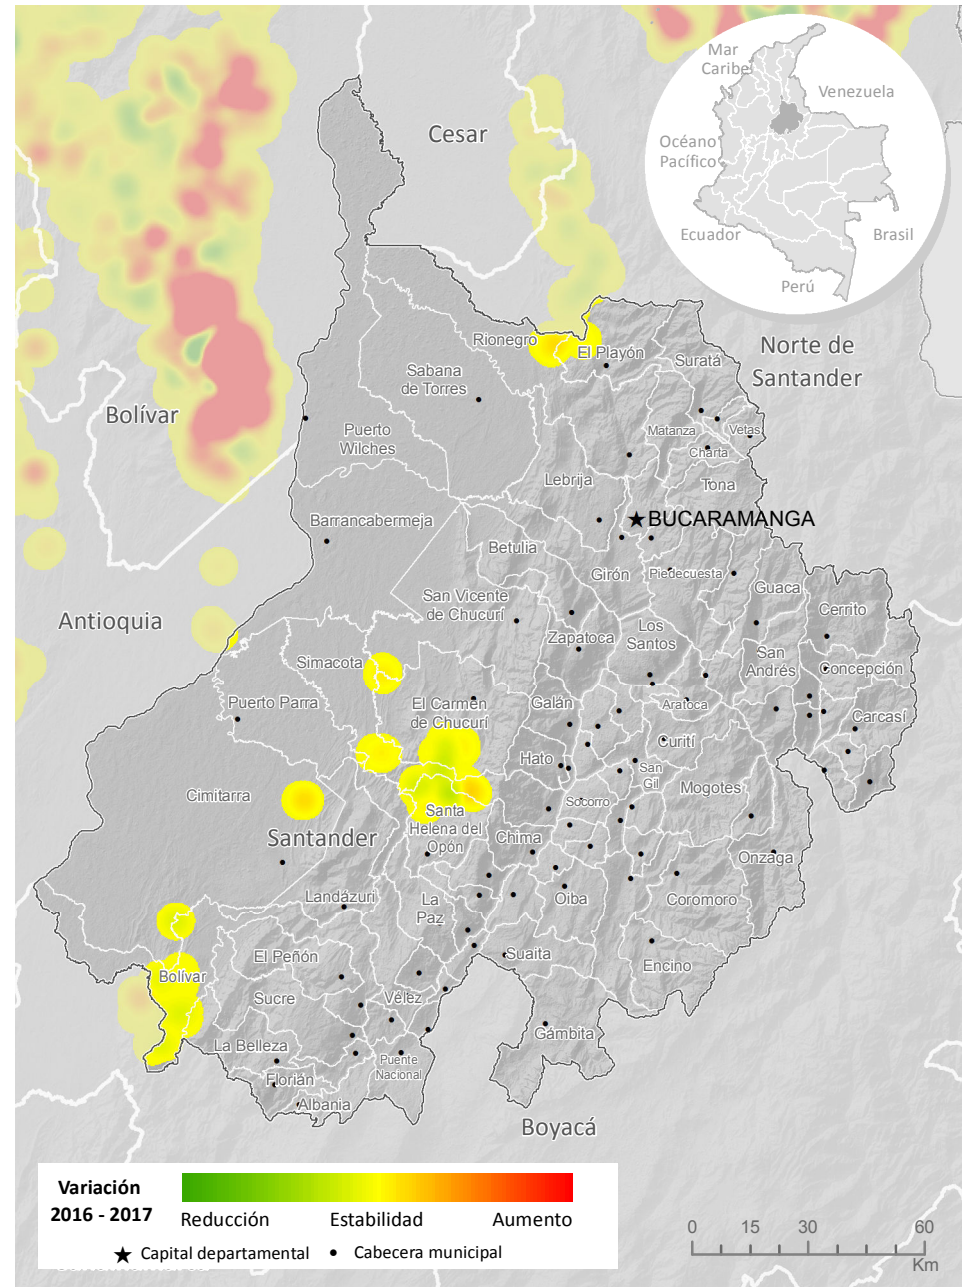 Mar
Caribe
Venezuela
Océano
Pacífico
Ecuador
Brasil
Perú
Cesar
Norte de
Santander
Bolívar
Antioquia
Santander
Boyacá
Rionegro
El Playón
Suratá
Sabana
de Torres
Matanza
Vetas
Charta
Puerto
Wilches
Lebrija
Tona
BUCARAMANGA
Barrancabermeja
Betulia
Girón
Piedecuesta
Guaca
Cerrito
San Vicente
de Chucurí
Zapatoca
Los
Santos
San
Andrés
Concepción
Simacota
Puerto Parra
El Carmen
de Chucurí
Galán
Aratoca
Carcasí
Curití
Hato
San
Gil
Mogotes
Cimitarra
Socorro
Santa
Helena del
Opón
Chima
Onzaga
Landázuri
La
Paz
Oiba
Coromoro
El Peñón
Suaita
Encino
Bolívar
Sucre
Vélez
Gámbita
La Belleza
Puente
Nacional
Florián
Albania
Variación
2016 - 2017
Reducción
Estabilidad
Aumento
Capital departamental
Cabecera municipal
0
15
30
60
Km